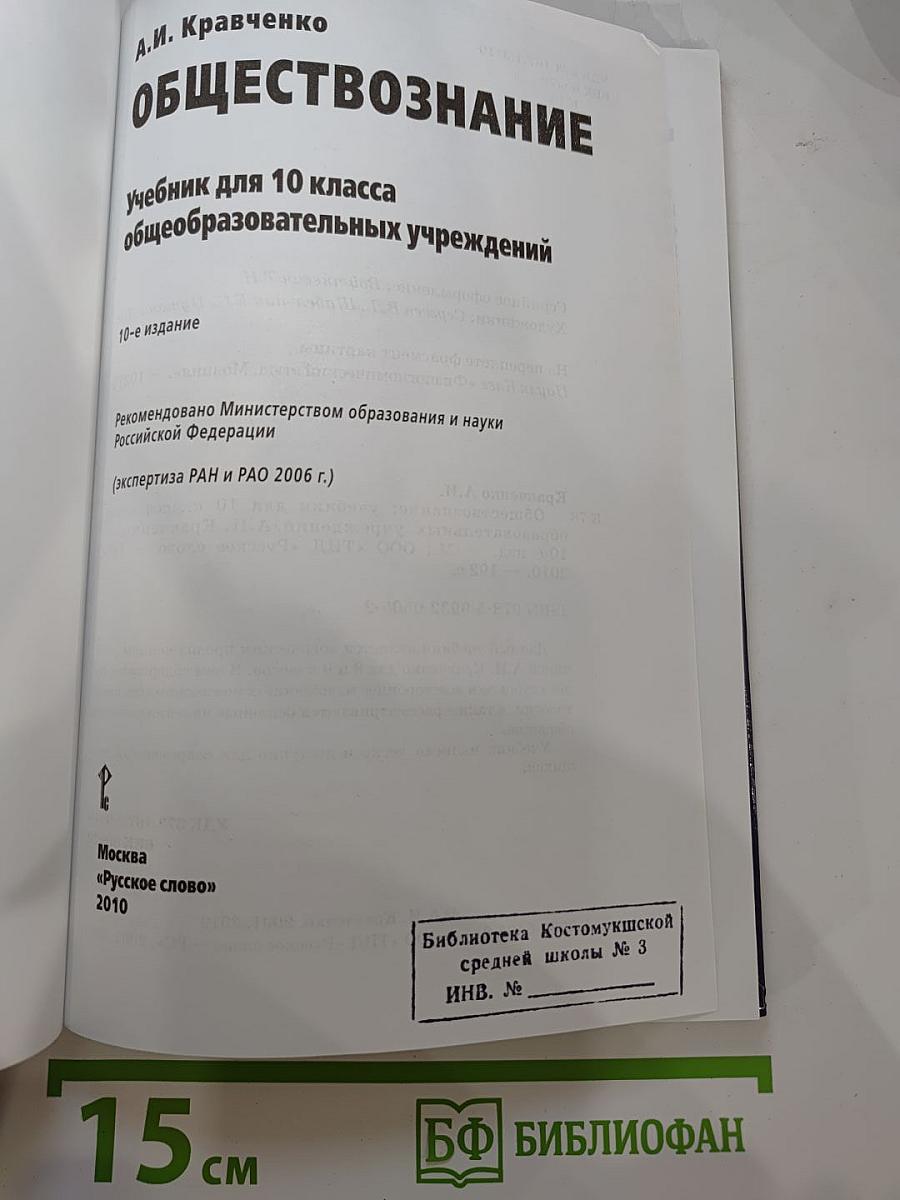 А.И. Кравченко
ОБЩЕСТВОЗНАНИЕ
Учебник для 10 класса
общеобразовательных учреждений
10-е издание
Рекомендовано Министерством образования и науки
Российской Федерации
(экспертиза РАН и РАО 2006 г.)
Москва
«Русское слово»
2010
Библиотека Костомукшской
средней школы № 3
ИНВ. №
15 см
БФ БИБЛИОФАН